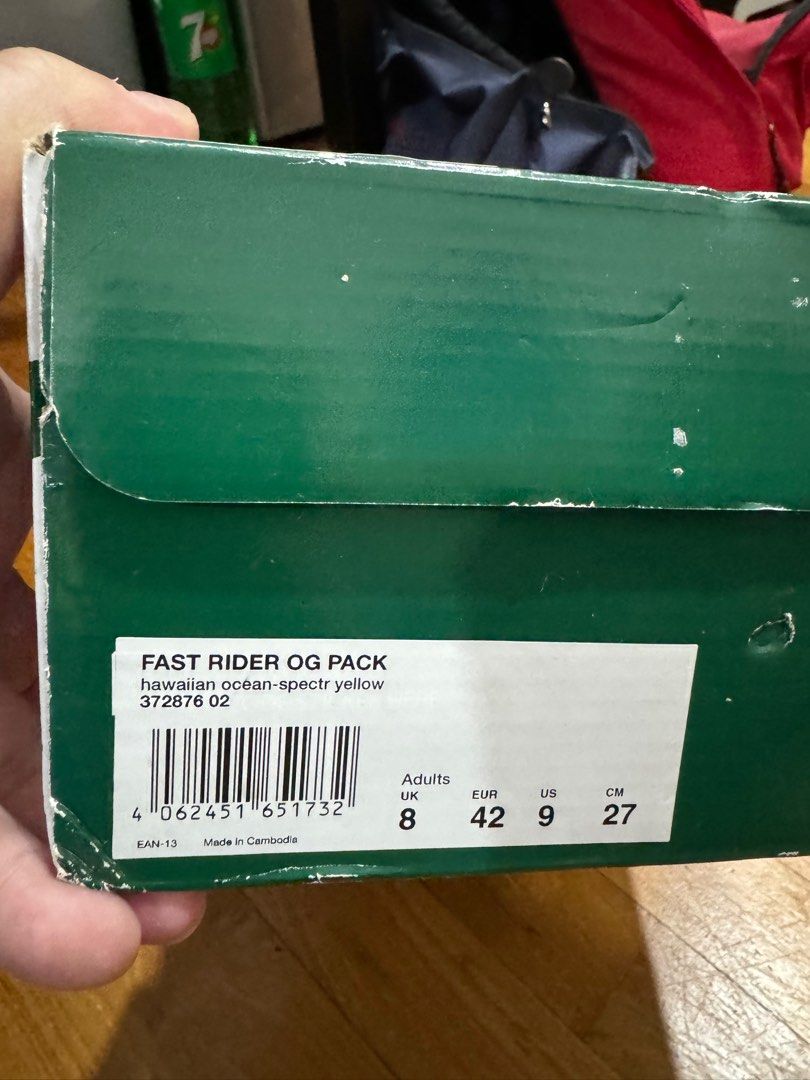 7
FAST RIDER OG PACK
hawaiian ocean-spectr yellow
372876 02
4 062451 651732
EAN-13 Made in Cambodia
Adults
UK EUR US CM
8 42 9 27